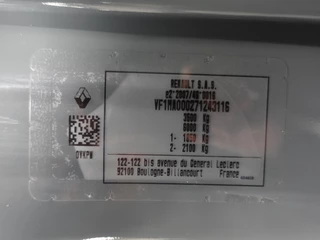 RENAULT S.A.S.
e2*2007/46*0016
VF1MA000271243116
3500 Kg
6000 Kg
1- Kg
2- 2100 Kg
122-122 bis avenue du General Leclerc
92100 Boulogne-Billancourt France